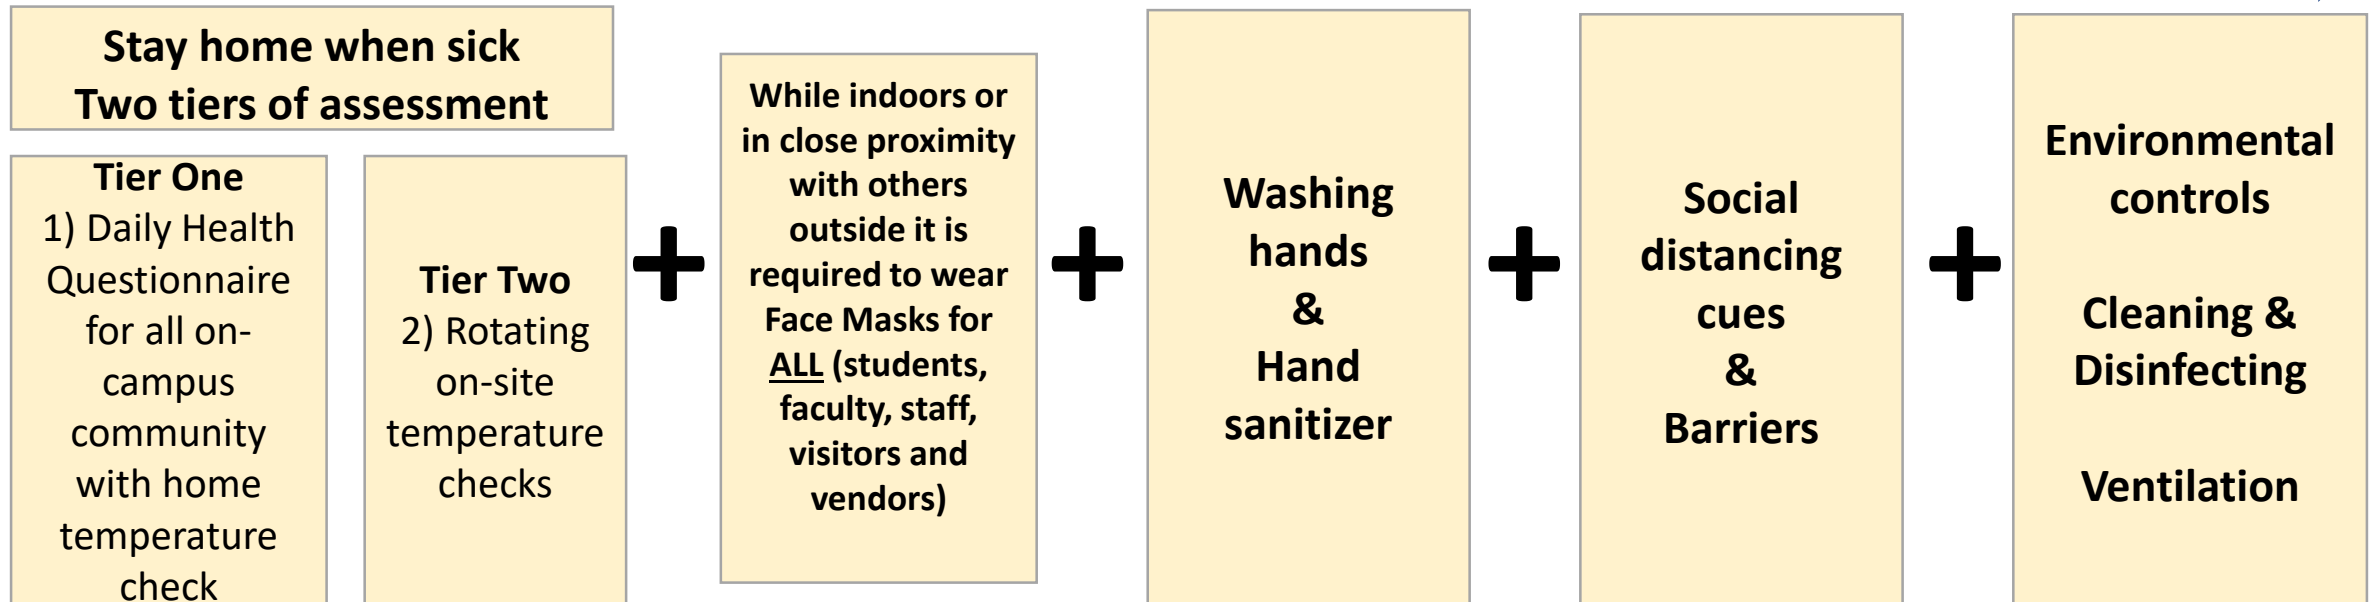 Stay home when sick
Two tiers of assessment
Tier One
1) Daily Health
Questionnaire
for all on-
campus
community
with home
temperature
check
Tier Two
2) Rotating
on-site
temperature
checks
+
While indoors or
in close proximity
with others
outside it is
required to wear
Face Masks for
ALL (students,
faculty, staff,
visitors and
vendors)
+
Washing
hands
&
Hand
sanitizer
+
Social
distancing
cues
&
Barriers
+
Environmental
controls
Cleaning &
Disinfecting
Ventilation